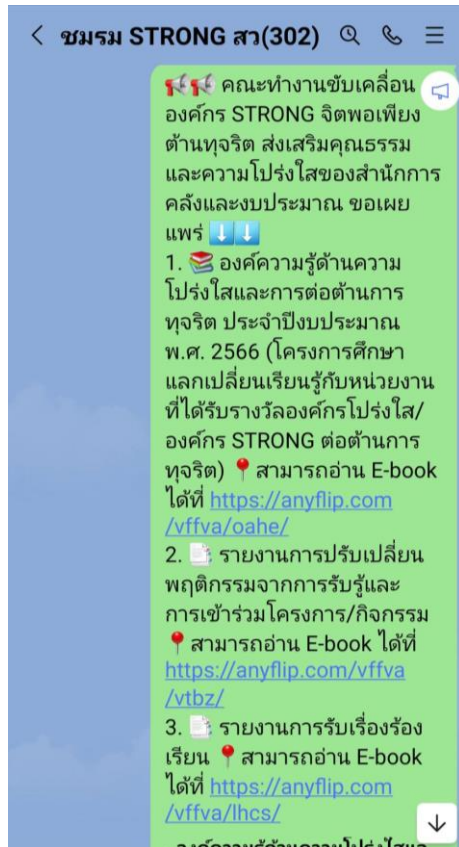 ชมรม STRONG สว(302)
📢📢 คณะทำงานขับเคลื่อน
องค์กร STRONG จิตพอเพียง
ต้านทุจริต ส่งเสริมคุณธรรม
และความโปร่งใสของสำนักการ
คลังและงบประมาณ ขอเผย
แพร่ ⬇️⬇️
1. 📚 องค์ความรู้ด้านความ
โปร่งใสและการต่อต้านการ
ทุจริต ประจำปีงบประมาณ
พ.ศ. 2566 (โครงการศึกษา
แลกเปลี่ยนเรียนรู้กับหน่วยงาน
ที่ได้รับรางวัลองค์กรโปร่งใส/
องค์กร STRONG ต่อต้านการ
ทุจริต) 📍 สามารถอ่าน E-book
ได้ที่ https://anyflip.com
/vffva/oahe/
2. 📑 รายงานการปรับเปลี่ยน
พฤติกรรมจากการรับรู้และ
การเข้าร่วมโครงการ/กิจกรรม
📍สามารถอ่าน E-book ได้ที่
https://anyflip.com/vffva
/vtbz/
3. 📑 รายงานการรับเรื่องร้อง
เรียน 📍 สามารถอ่าน E-book
ได้ที่ https://anyflip.com
/vffva/lhcs/